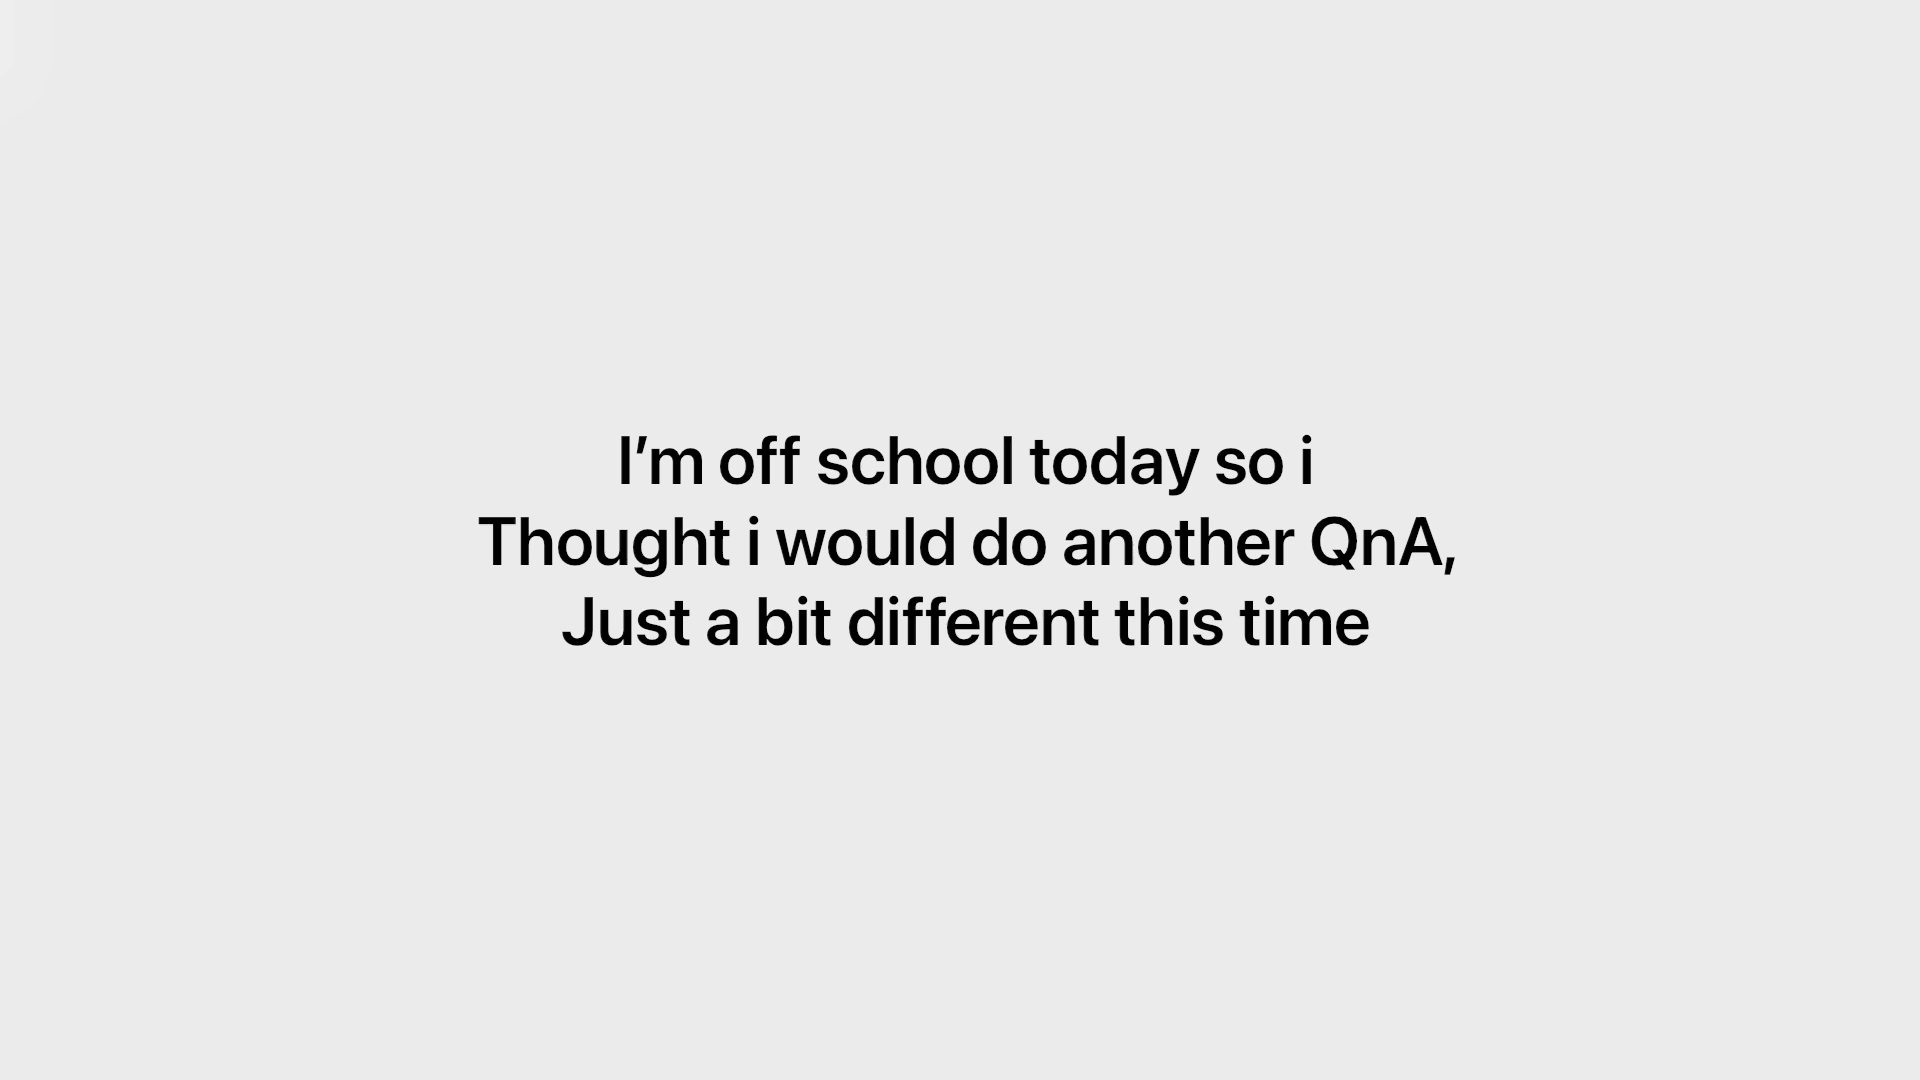 I’m off school today so i
Thought i would do another QnA,
Just a bit different this time